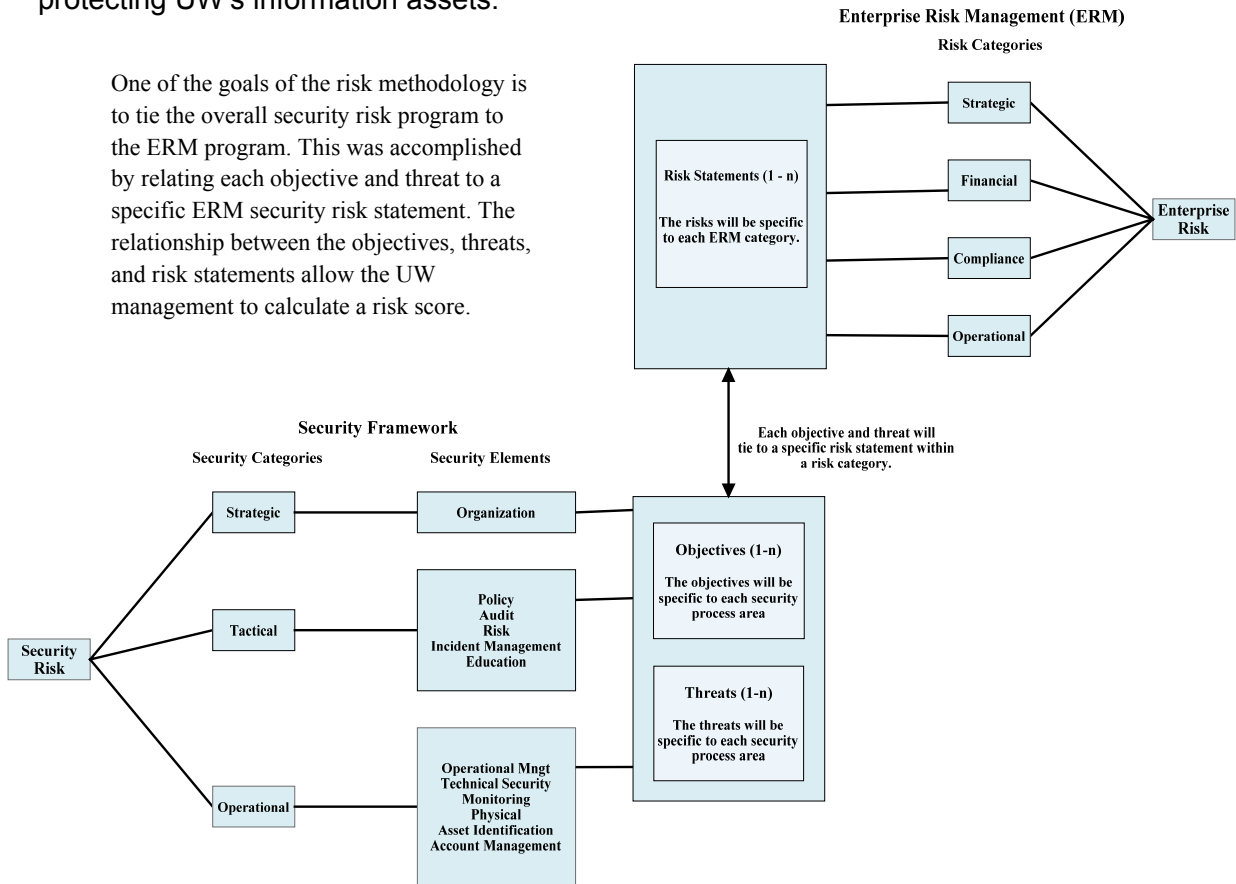 protecting UW's information assets.
One of the goals of the risk methodology is
to tie the overall security risk program to
the ERM program. This was accomplished
by relating each objective and threat to a
specific ERM security risk statement. The
relationship between the objectives, threats,
and risk statements allow the UW
management to calculate a risk score.
Enterprise Risk Management (ERM)
Risk Categories
Risk Statements (1 - n)
The risks will be specific
to each ERM category.
Strategic
Financial
Compliance
Operational
Enterprise
Risk
Each objective and threat will
tie to a specific risk statement within
a risk category.
Security Framework
Security Categories
Security Elements
Security
Risk
Strategic
Tactical
Operational
Organization
Policy
Audit
Risk
Incident Management
Education
Operational Mngt
Technical Security
Monitoring
Physical
Asset Identification
Account Management
Objectives (1-n)
The objectives will be
specific to each security
process area
Threats (1-n)
The threats will be
specific to each security
process area